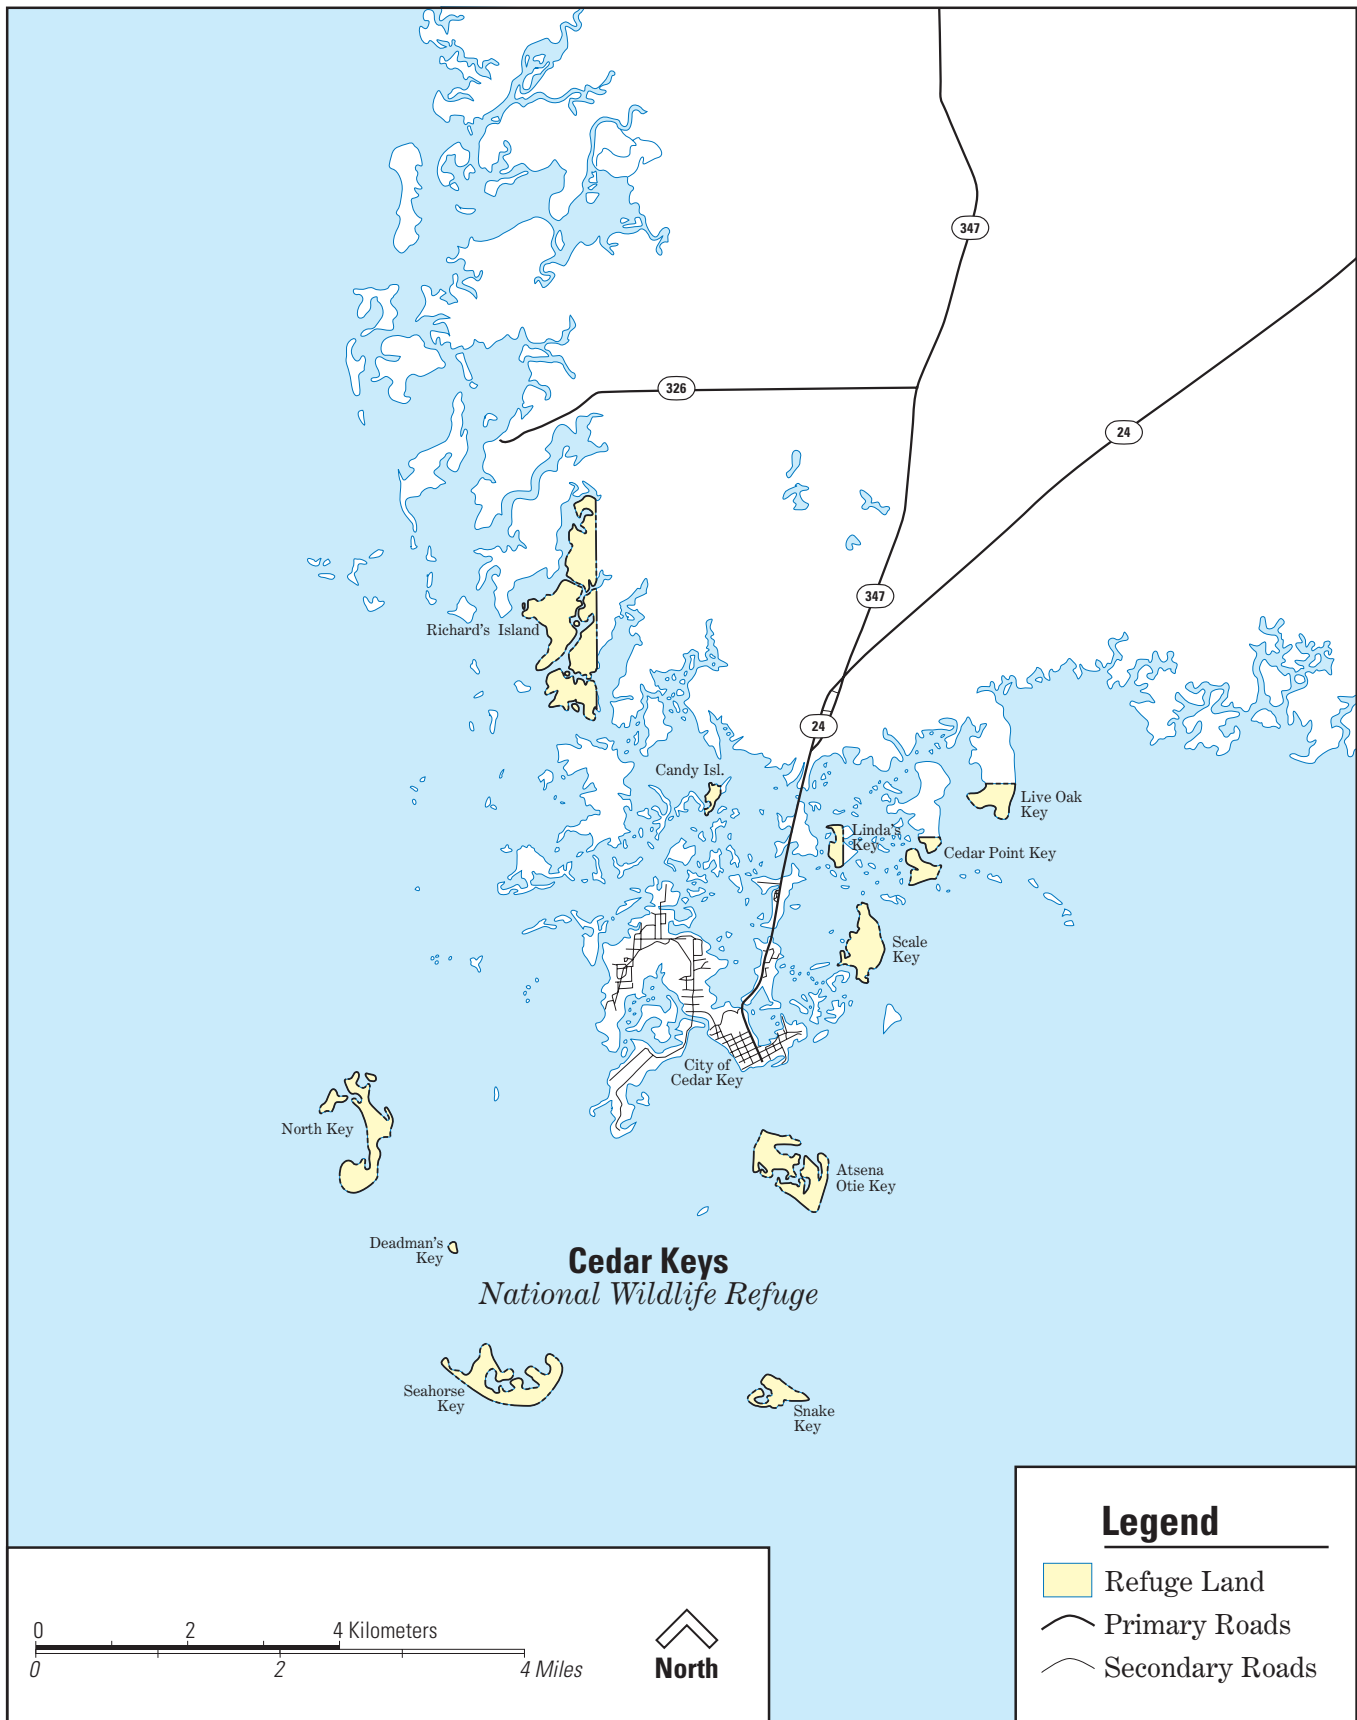 347
326
24
347
Richard's Island
24
Candy Isl.
Live Oak
Key
Linda's
Key
Cedar Point Key
Scale
Key
City of
Cedar Key
North Key
Atsena
Otie Key
Deadman's
Key
Cedar Keys
National Wildlife Refuge
Seahorse
Key
Snake
Key
Legend
Refuge Land
Primary Roads
Secondary Roads
0 2 4 Kilometers
0 2 4 Miles
North